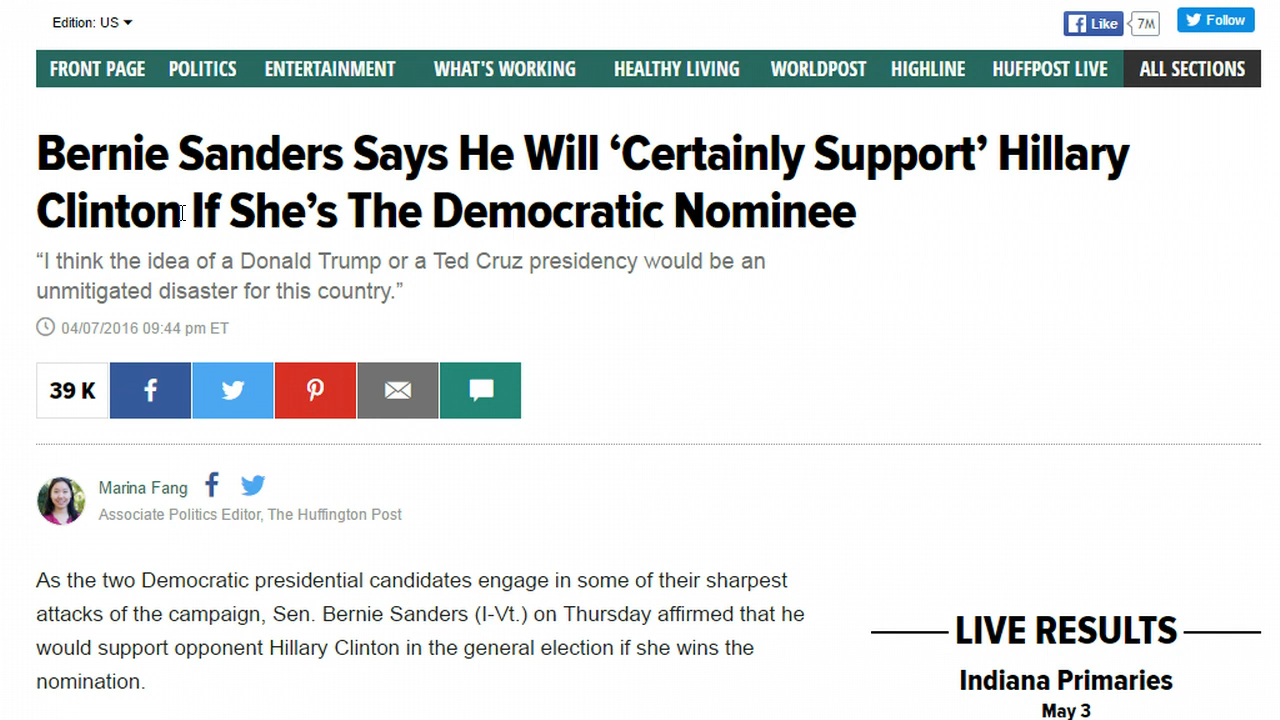 Edition: US
Like
7M
Follow
FRONT PAGE POLITICS ENTERTAINMENT WHAT'S WORKING HEALTHY LIVING WORLDPOST HIGHLINE HUFFPOST LIVE ALL SECTIONS
Bernie Sanders Says He Will ‘Certainly Support’ Hillary
Clinton If She’s The Democratic Nominee
“I think the idea of a Donald Trump or a Ted Cruz presidency would be an
unmitigated disaster for this country.”
04/07/2016 09:44 pm ET
39 K
Marina Fang
Associate Politics Editor, The Huffington Post
As the two Democratic presidential candidates engage in some of their sharpest
attacks of the campaign, Sen. Bernie Sanders (I-Vt.) on Thursday affirmed that he
would support opponent Hillary Clinton in the general election if she wins the
nomination.
LIVE RESULTS
Indiana Primaries
May 3